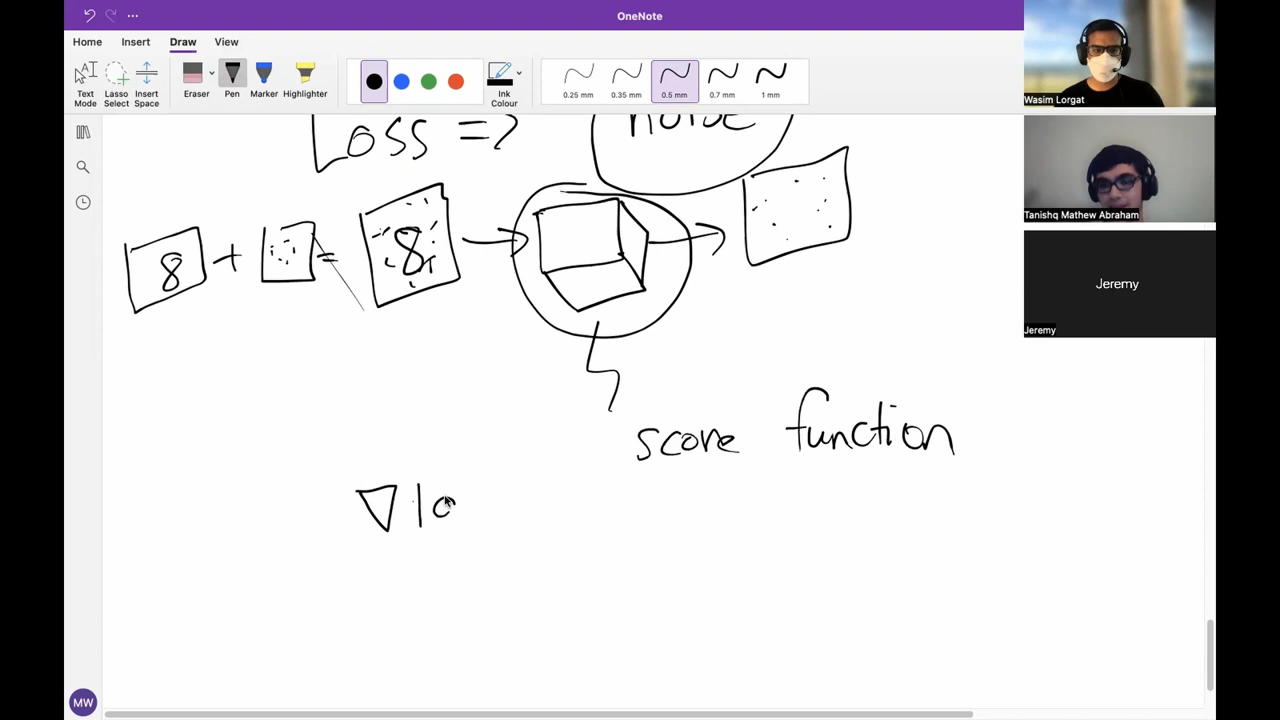 OneNote
Home Insert Draw View
Text Mode
Lasso Select
Insert Space
Eraser
Pen
Marker
Highlighter
Ink Colour
0.25 mm
0.35 mm
0.5 mm
0.7 mm
1 mm
Wasim Lorgat
Tanishq Mathew Abraham
Jeremy
Jeremy
Loss => noise
8 + = 8
score function
∇ lo
MW